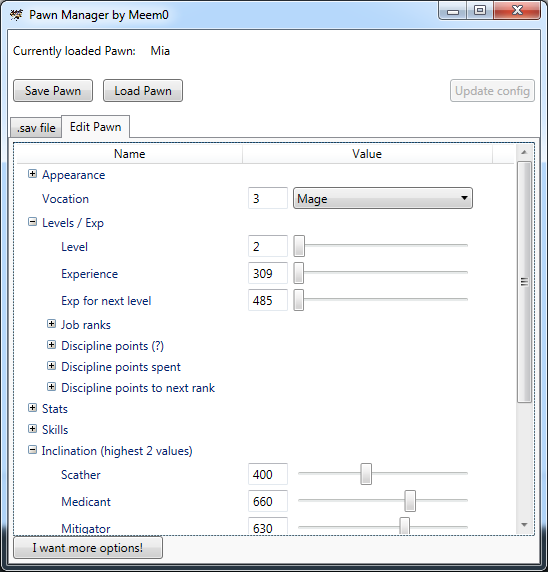 Pawn Manager by Meem0
Currently loaded Pawn: Mia
Save Pawn Load Pawn Update config
.sav file Edit Pawn
Name Value
Appearance
Vocation 3 Mage
Levels / Exp
Level 2
Experience 309
Exp for next level 485
Job ranks
Discipline points (?)
Discipline points spent
Discipline points to next rank
Stats
Skills
Inclination (highest 2 values)
Scather 400
Medicant 660
Mitigator 630
I want more options!